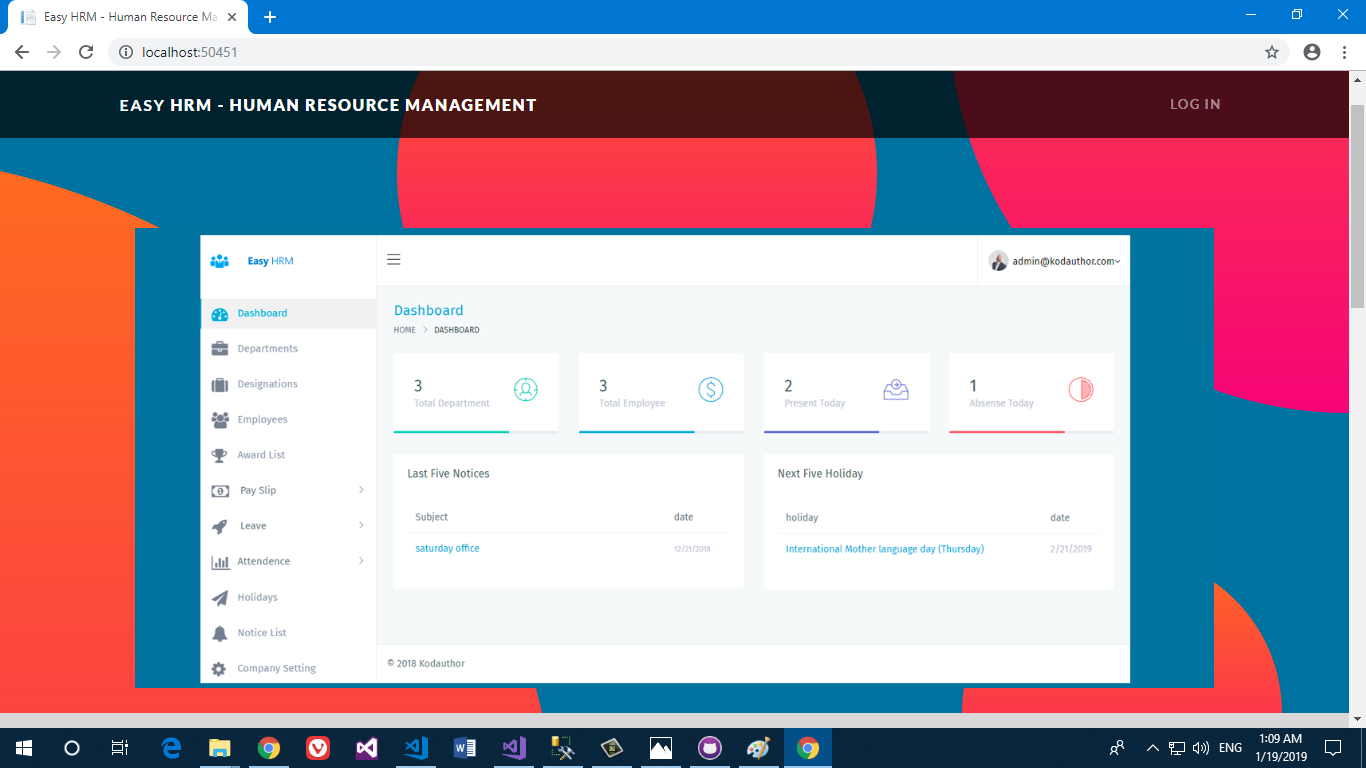 Easy HRM - Human Resource Ma
localhost:50451
EASY HRM - HUMAN RESOURCE MANAGEMENT
LOG IN
Easy HRM
admin@kodauthor.com
Dashboard
Departments
Designations
Employees
Award List
Pay Slip
Leave
Attendence
Holidays
Notice List
Company Setting
Dashboard
HOME > DASHBOARD
3
Total Department
3
Total Employee
2
Present Today
1
Absense Today
Last Five Notices
Subject date
saturday office 12/21/2018
Next Five Holiday
holiday date
International Mother language day (Thursday) 2/21/2019
© 2018 Kodauthor
ENG
1:09 AM
1/19/2019